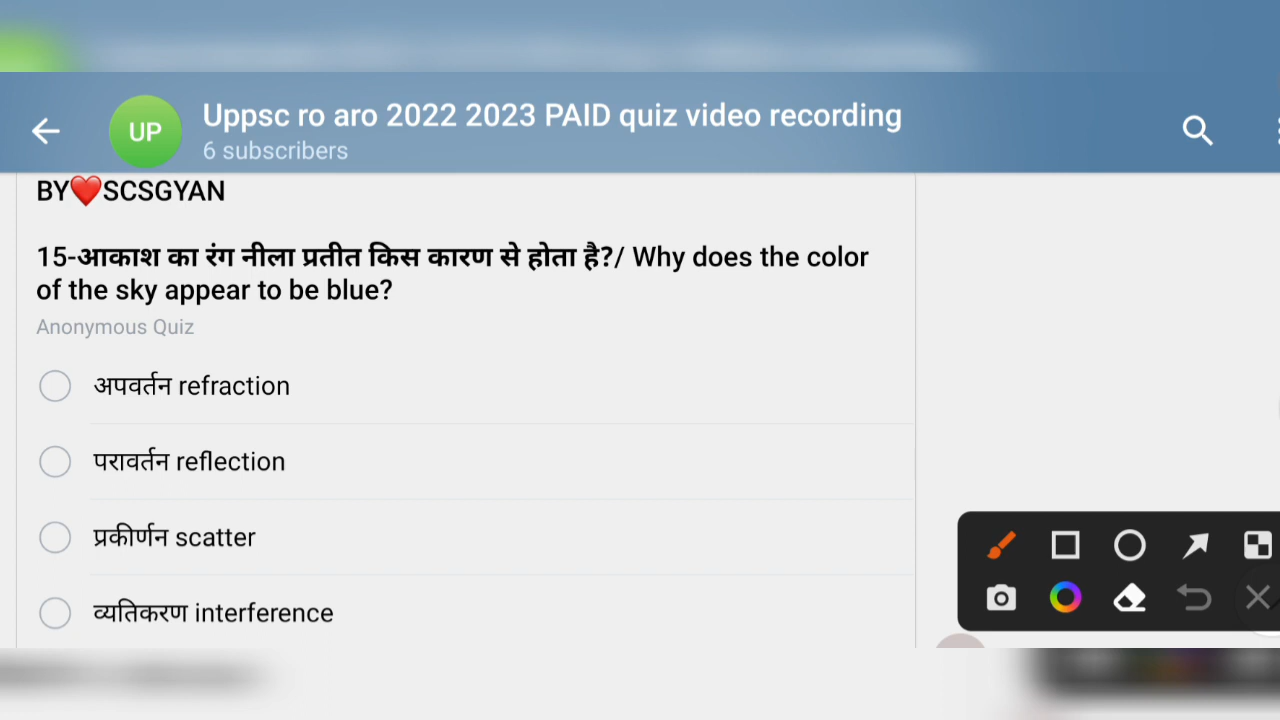 UP
Uppsc ro aro 2022 2023 PAID quiz video recording
6 subscribers
BY❤️SCSGYAN
15-आकाश का रंग नीला प्रतीत किस कारण से होता है?/ Why does the color
of the sky appear to be blue?
Anonymous Quiz
अपवर्तन refraction
परावर्तन reflection
प्रकीर्णन scatter
व्यतिकरण interference